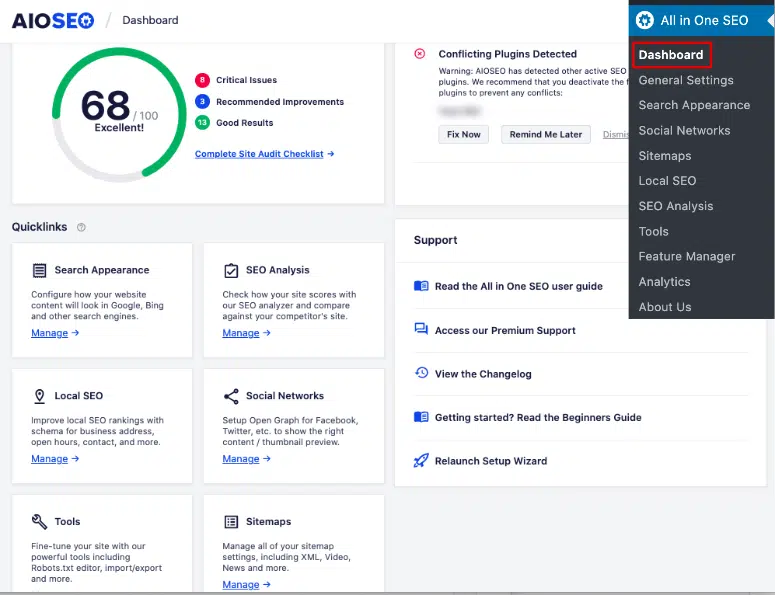 AIOSEO / Dashboard
68 / 100
Excellent!
8 Critical Issues
3 Recommended Improvements
13 Good Results
Complete Site Audit Checklist →
Conflicting Plugins Detected
Warning: AIOSEO has detected other active SEO
plugins. We recommend that you deactivate the f
plugins to prevent any conflicts:
Fix Now
Remind Me Later
Dismis
All in One SEO
Dashboard
General Settings
Search Appearance
Social Networks
Sitemaps
Local SEO
SEO Analysis
Tools
Feature Manager
Analytics
About Us
Quicklinks
Search Appearance
Configure how your website
content will look in Google, Bing
and other search engines.
Manage →
SEO Analysis
Check how your site scores with
our SEO analyzer and compare
against your competitor's site.
Manage →
Local SEO
Improve local SEO rankings with
schema for business address,
open hours, contact, and more.
Manage →
Social Networks
Setup Open Graph for Facebook,
Twitter, etc. to show the right
content / thumbnail preview.
Manage →
Tools
Fine-tune your site with our
powerful tools including
Robots.txt editor, import/export
and more.
Sitemaps
Manage all of your sitemap
settings, including XML, Video,
News and more.
Manage →
Support
Read the All in One SEO user guide
Access our Premium Support
View the Changelog
Getting started? Read the Beginners Guide
Relaunch Setup Wizard